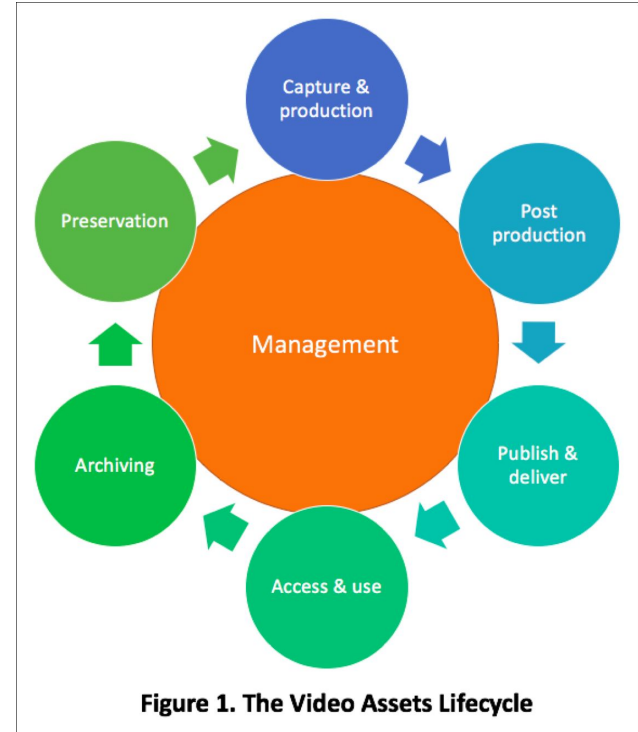 Capture &
production
Post
production
Publish &
deliver
Access & use
Archiving
Preservation
Management
Figure 1. The Video Assets Lifecycle